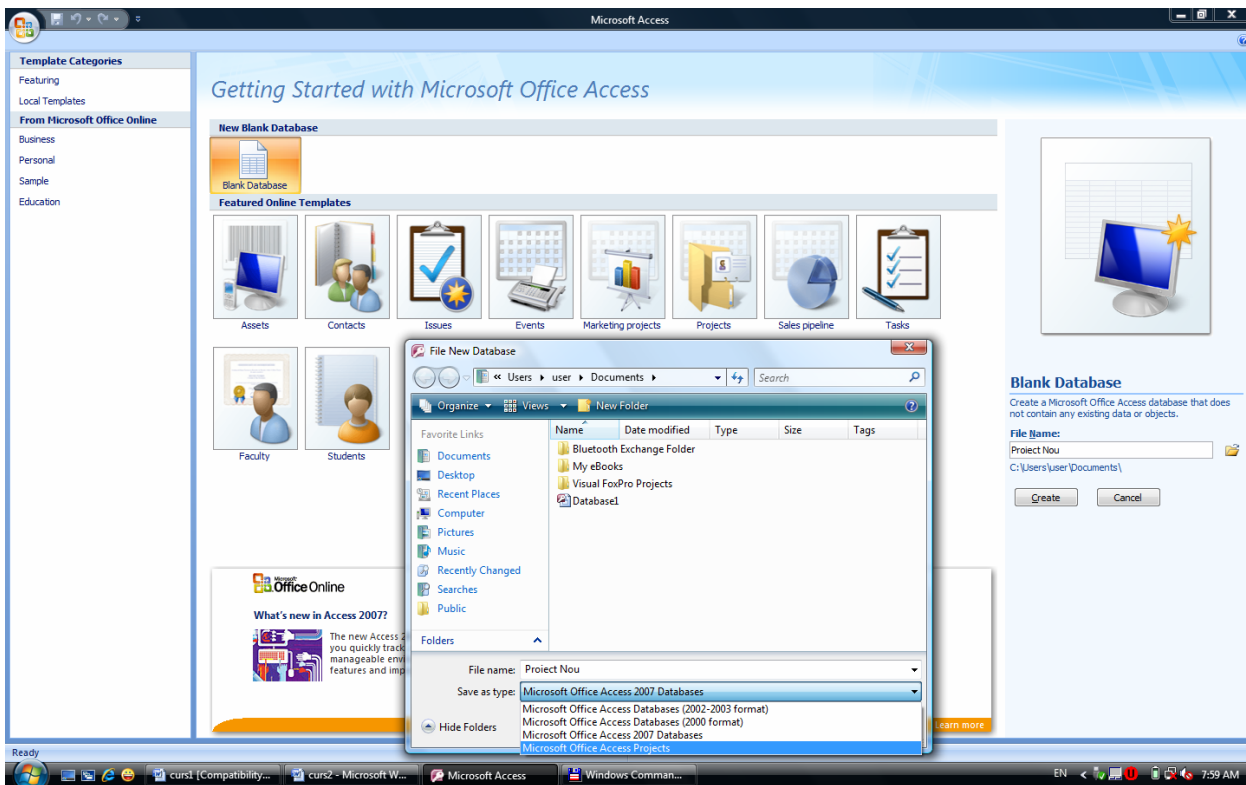 Microsoft Access
Template Categories
Featuring
Local Templates
From Microsoft Office Online
Business
Personal
Sample
Education
Getting Started with Microsoft Office Access
New Blank Database
Blank Database
Featured Online Templates
Assets
Contacts
Issues
Events
Marketing projects
Projects
Sales pipeline
Tasks
Faculty
Students
Microsoft
Office Online
What's new in Access 2007?
The new Access 2
you quickly track
manageable envi
features and imp
Learn more
File New Database
« Users
user
Documents
Search
Organize
Views
New Folder
Favorite Links
Documents
Desktop
Recent Places
Computer
Pictures
Music
Recently Changed
Searches
Public
Folders
Name
Date modified
Type
Size
Tags
Bluetooth Exchange Folder
My eBooks
Visual FoxPro Projects
Database1
File name: Proiect Nou
Save as type: Microsoft Office Access 2007 Databases
Microsoft Office Access Databases (2002-2003 format)
Microsoft Office Access Databases (2000 format)
Microsoft Office Access 2007 Databases
Microsoft Office Access Projects
Hide Folders
Blank Database
Create a Microsoft Office Access database that does
not contain any existing data or objects.
File Name:
Proiect Nou
C:\Users\user\Documents\
Create
Cancel
Ready
curs1 [Compatibility...
curs2 - Microsoft W...
Microsoft Access
Windows Comman...
EN
7:59 AM